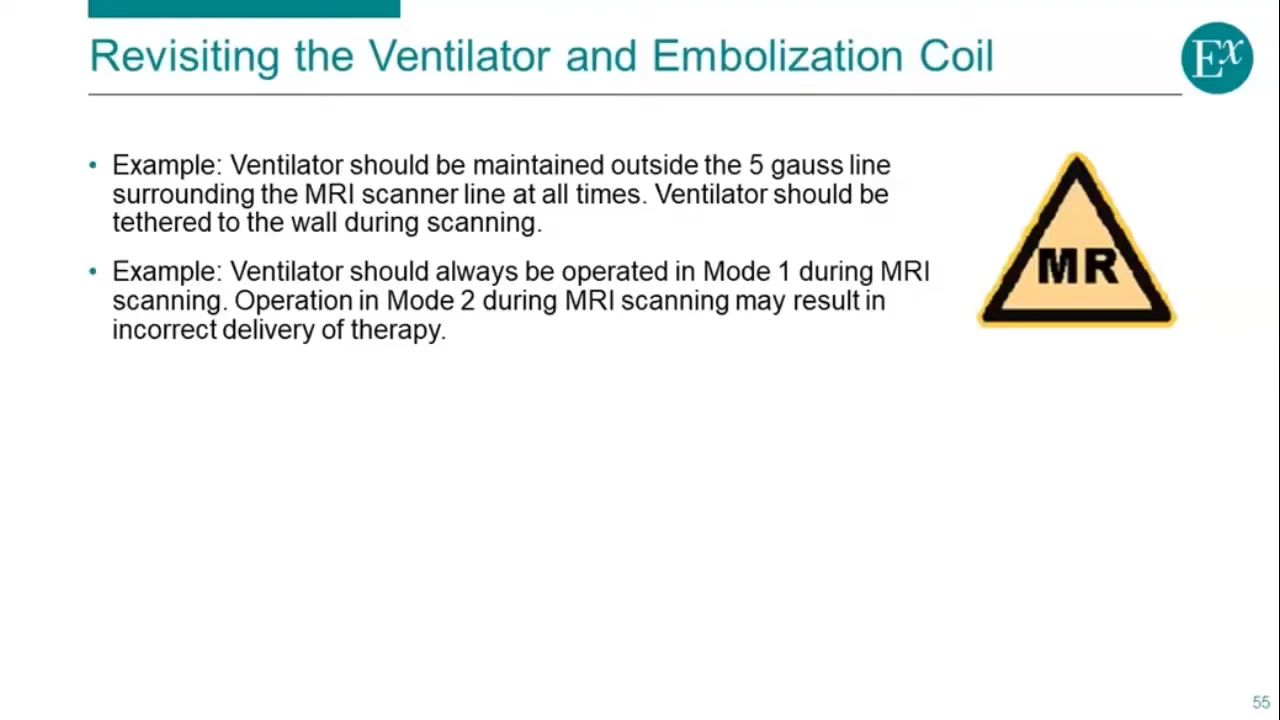 Revisiting the Ventilator and Embolization Coil
Ex
• Example: Ventilator should be maintained outside the 5 gauss line
surrounding the MRI scanner line at all times. Ventilator should be
tethered to the wall during scanning.
• Example: Ventilator should always be operated in Mode 1 during MRI
scanning. Operation in Mode 2 during MRI scanning may result in
incorrect delivery of therapy.
MR
55